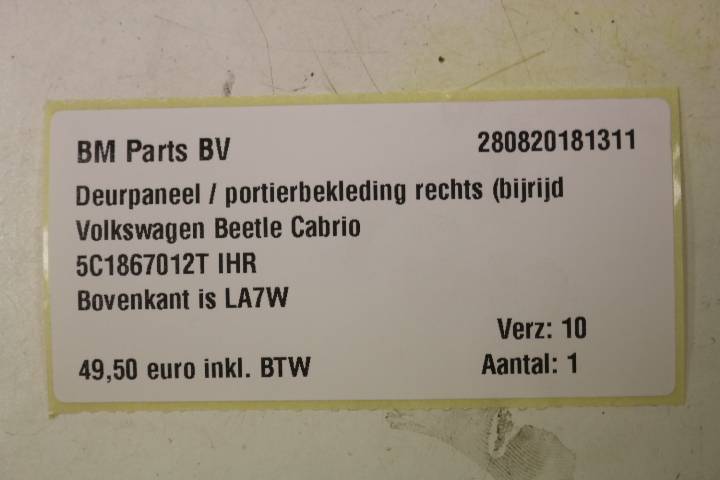 BM Parts BV 280820181311
Deurpaneel / portierbekleding rechts (bijrijd
Volkswagen Beetle Cabrio
5C1867012T IHR
Bovenkant is LA7W
Verz: 10
49,50 euro inkl. BTW Aantal: 1